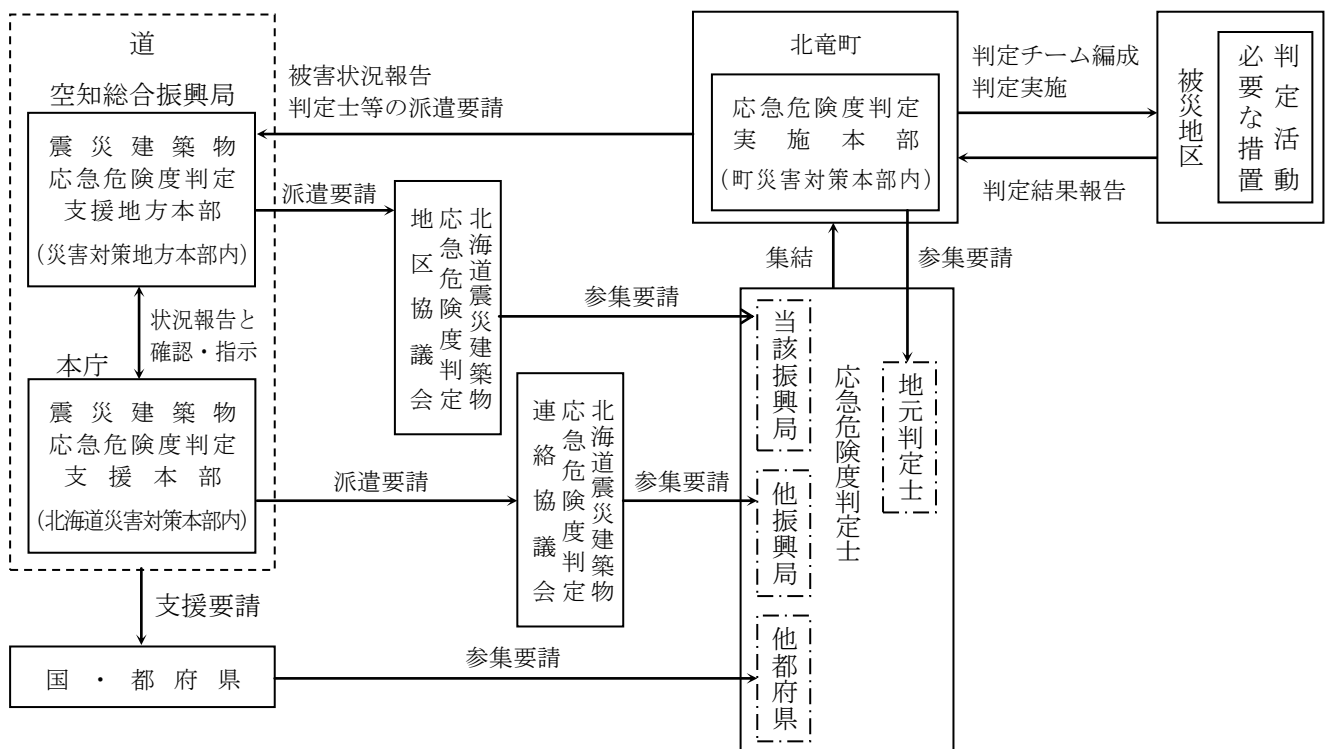 道
空知総合振興局
震災建築物
応急危険度判定
支援地方本部
(災害対策地方本部内)
状況報告と
確認・指示
本庁
震災建築物
応急危険度判定
支援本部
(北海道災害対策本部内)
支援要請
国・都府県
被害状況報告
判定士等の派遣要請
派遣要請
北海道震災建築物
応急危険度判定
地区協議会
派遣要請
北海道震災建築物
応急危険度判定
連絡協議会
参集要請
参集要請
参集要請
北竜町
応急危険度判定
実施本部
(町災害対策本部内)
集結
参集要請
当該振興局
他振興局
他都府県
応急危険度判定士
地元判定士
判定チーム編成
判定実施
判定結果報告
被災地区
判定活動
必要な措置